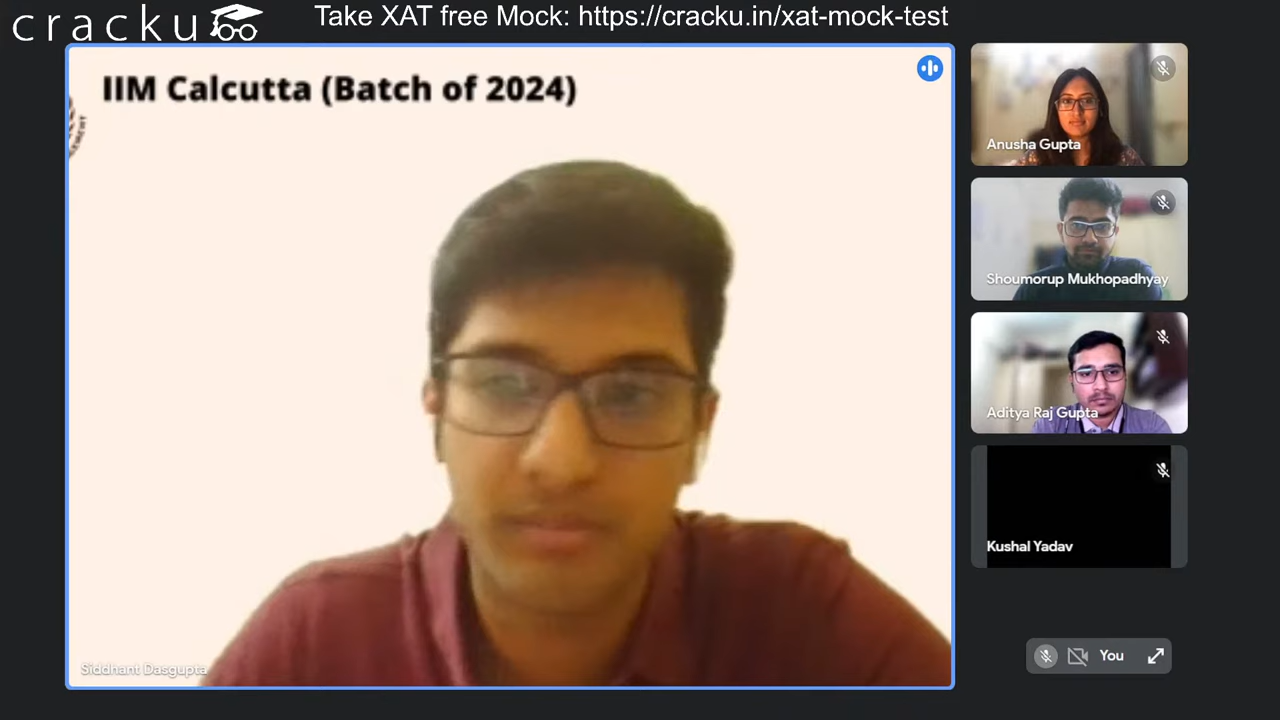 cracku
Take XAT free Mock: https://cracku.in/xat-mock-test
IIM Calcutta (Batch of 2024)
Siddhant Dasgupta
Anusha Gupta
Shoumorup Mukhopadhyay
Aditya Raj Gupta
Kushal Yadav
You